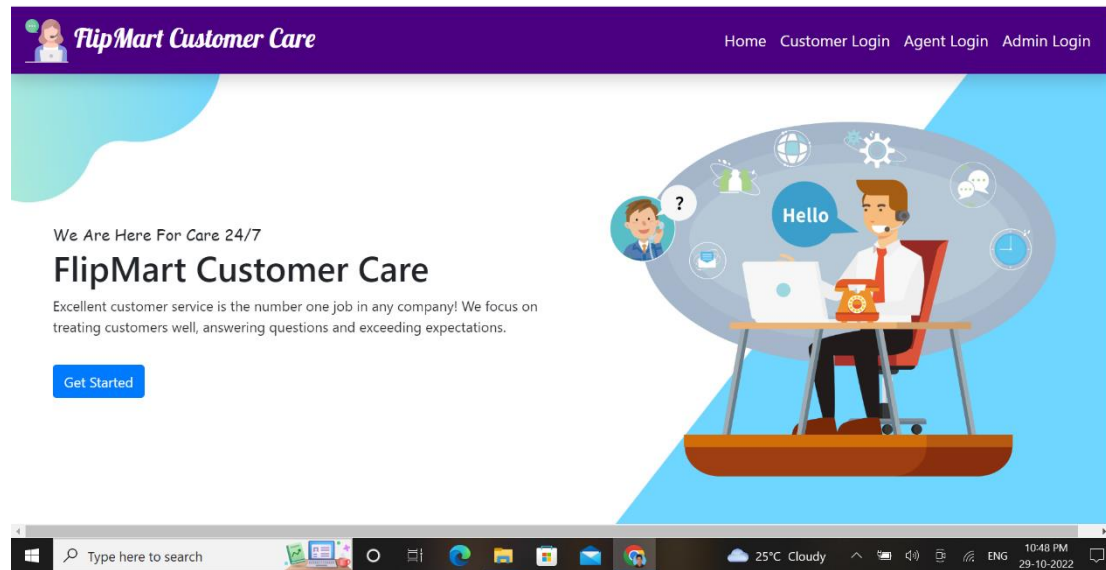 FlipMart Customer Care
Home Customer Login Agent Login Admin Login
?
Hello
We Are Here For Care 24/7
FlipMart Customer Care
Excellent customer service is the number one job in any company! We focus on
treating customers well, answering questions and exceeding expectations.
Get Started
Type here to search
25°C Cloudy
ENG
10:48 PM
29-10-2022